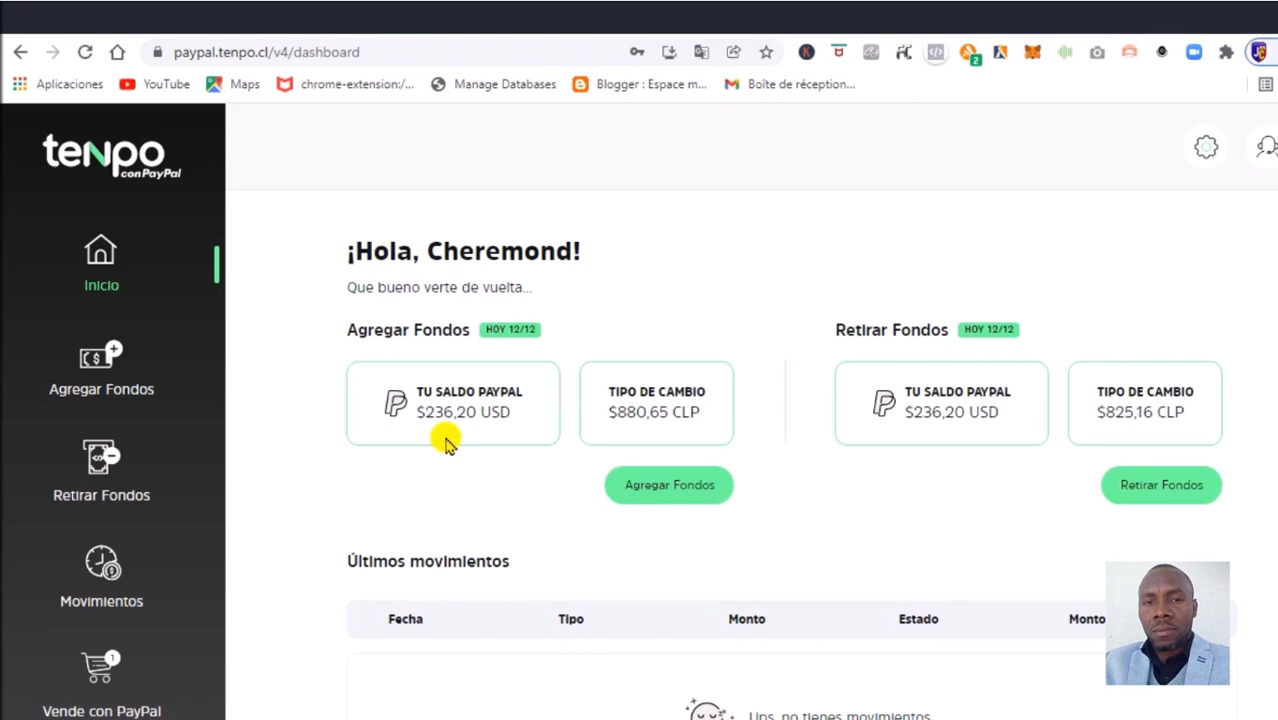 paypal.tenpo.cl/v4/dashboard
2
Aplicaciones YouTube Maps chrome-extension:/... Manage Databases Blogger : Espace m... Boîte de réception...
tenpo
con PayPal
Inicio
Agregar Fondos
Retirar Fondos
Movimientos
1
Vende con PayPal
¡Hola, Cheremond!
Que bueno verte de vuelta...
Agregar Fondos HOY 12/12
TU SALDO PAYPAL
$236,20 USD
TIPO DE CAMBIO
$880,65 CLP
Agregar Fondos
Retirar Fondos HOY 12/12
TU SALDO PAYPAL
$236,20 USD
TIPO DE CAMBIO
$825,16 CLP
Retirar Fondos
Últimos movimientos
Fecha Tipo Monto Estado Monto
Ups, no tienes movimientos